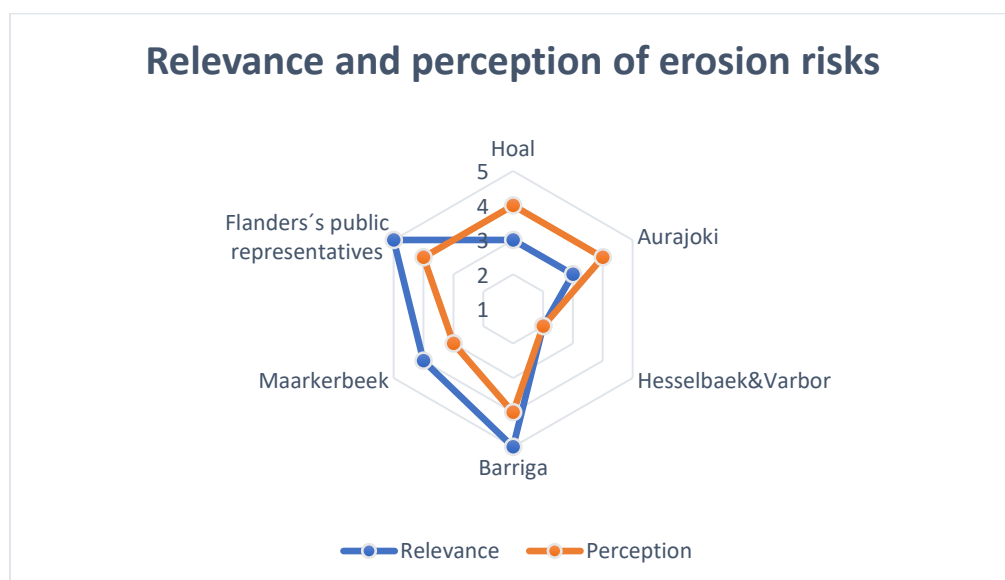 Relevance and perception of erosion risks
Hoal
5
4
3
2
1
Aurajoki
Hesselbaek&Varbor
Barriga
Maarkerbeek
Flanders´s public
representatives
Relevance
Perception